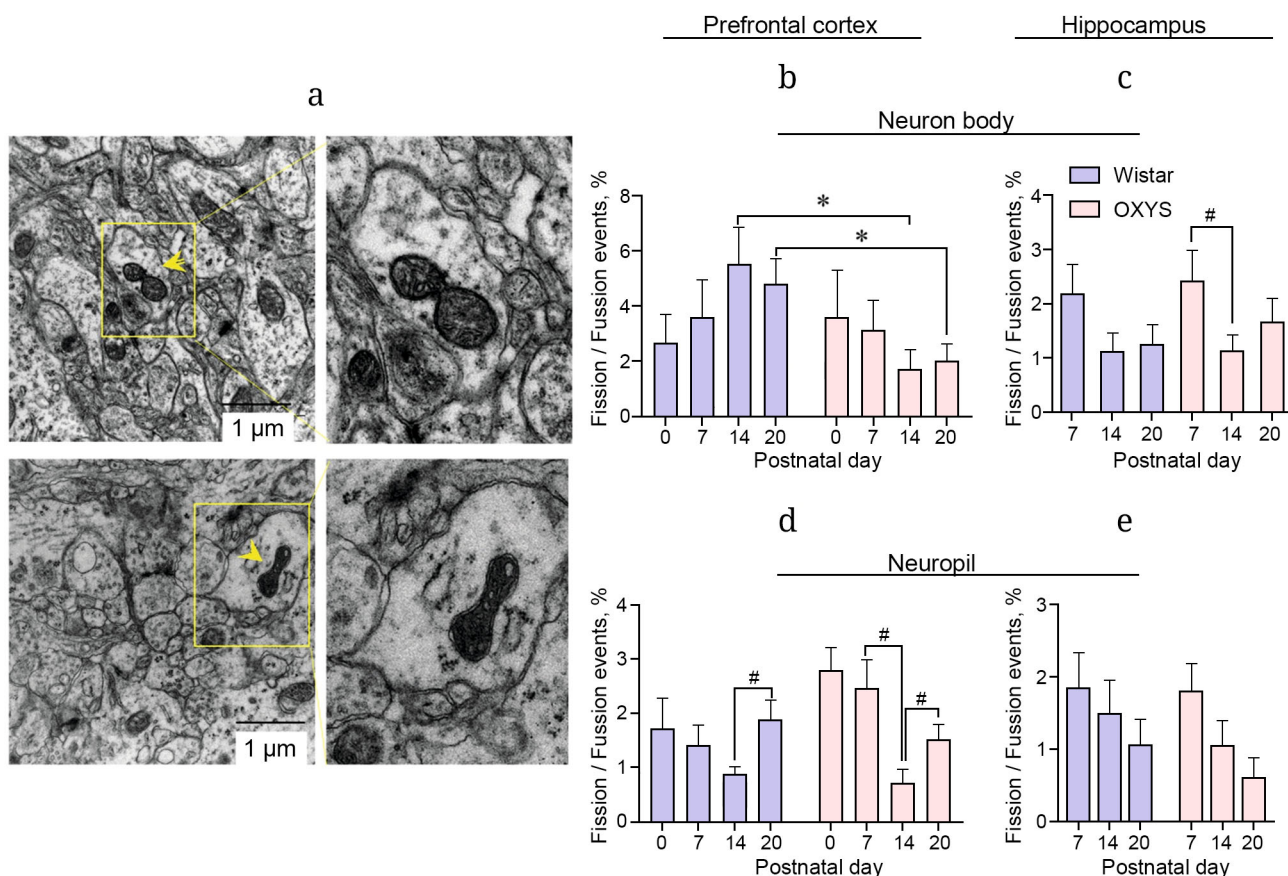 Prefrontal cortex
Hippocampus
a
b
c
Neuron body
Fission / Fussion events, %
8
6
4
2
0
*
*
0 7 14 20 0 7 14 20
Postnatal day
Fission / Fussion events, %
4
3
2
1
0
Wistar
OXYS
#
7 14 20 7 14 20
Postnatal day
1 µm
1 µm
d
e
Neuropil
Fission / Fussion events, %
4
3
2
1
0
#
#
#
0 7 14 20 0 7 14 20
Postnatal day
Fission / Fussion events, %
3
2
1
0
7 14 20 7 14 20
Postnatal day